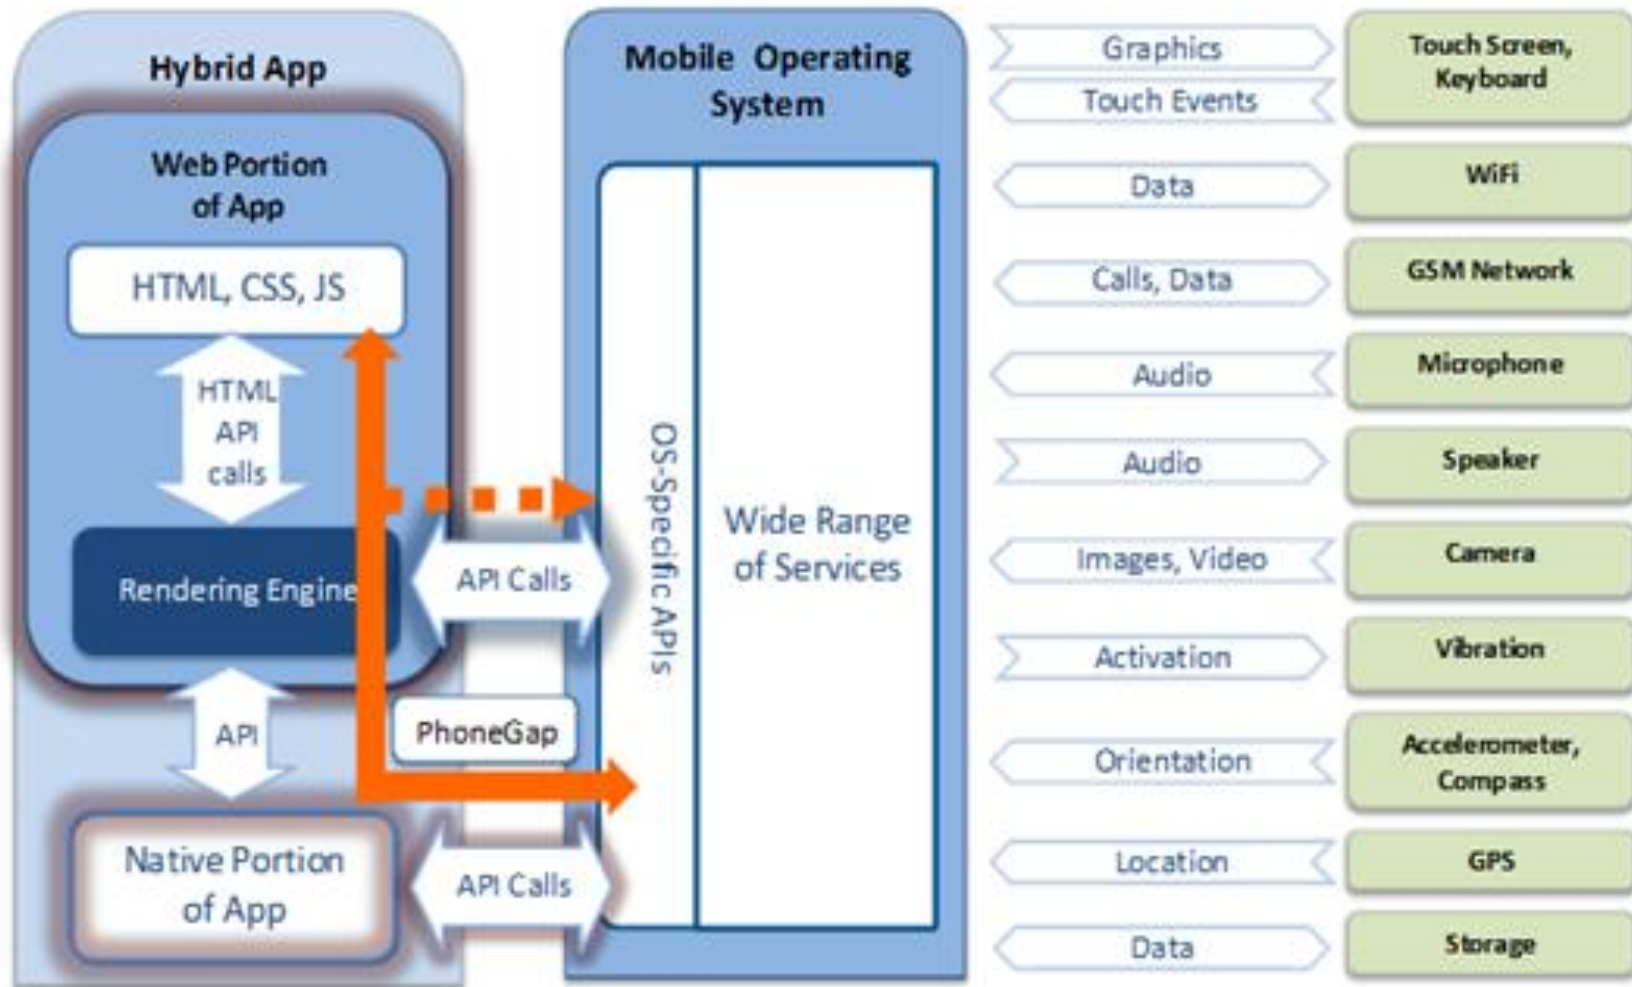 Hybrid App
Web Portion
of App
HTML, CSS, JS
HTML
API
calls
Rendering Engine
API
Native Portion
of App
API Calls
PhoneGap
API Calls
Mobile Operating
System
OS-Specific APIs
Wide Range
of Services
Graphics
Touch Events
Touch Screen,
Keyboard
Data
WiFi
Calls, Data
GSM Network
Audio
Microphone
Audio
Speaker
Images, Video
Camera
Activation
Vibration
Orientation
Accelerometer,
Compass
Location
GPS
Data
Storage